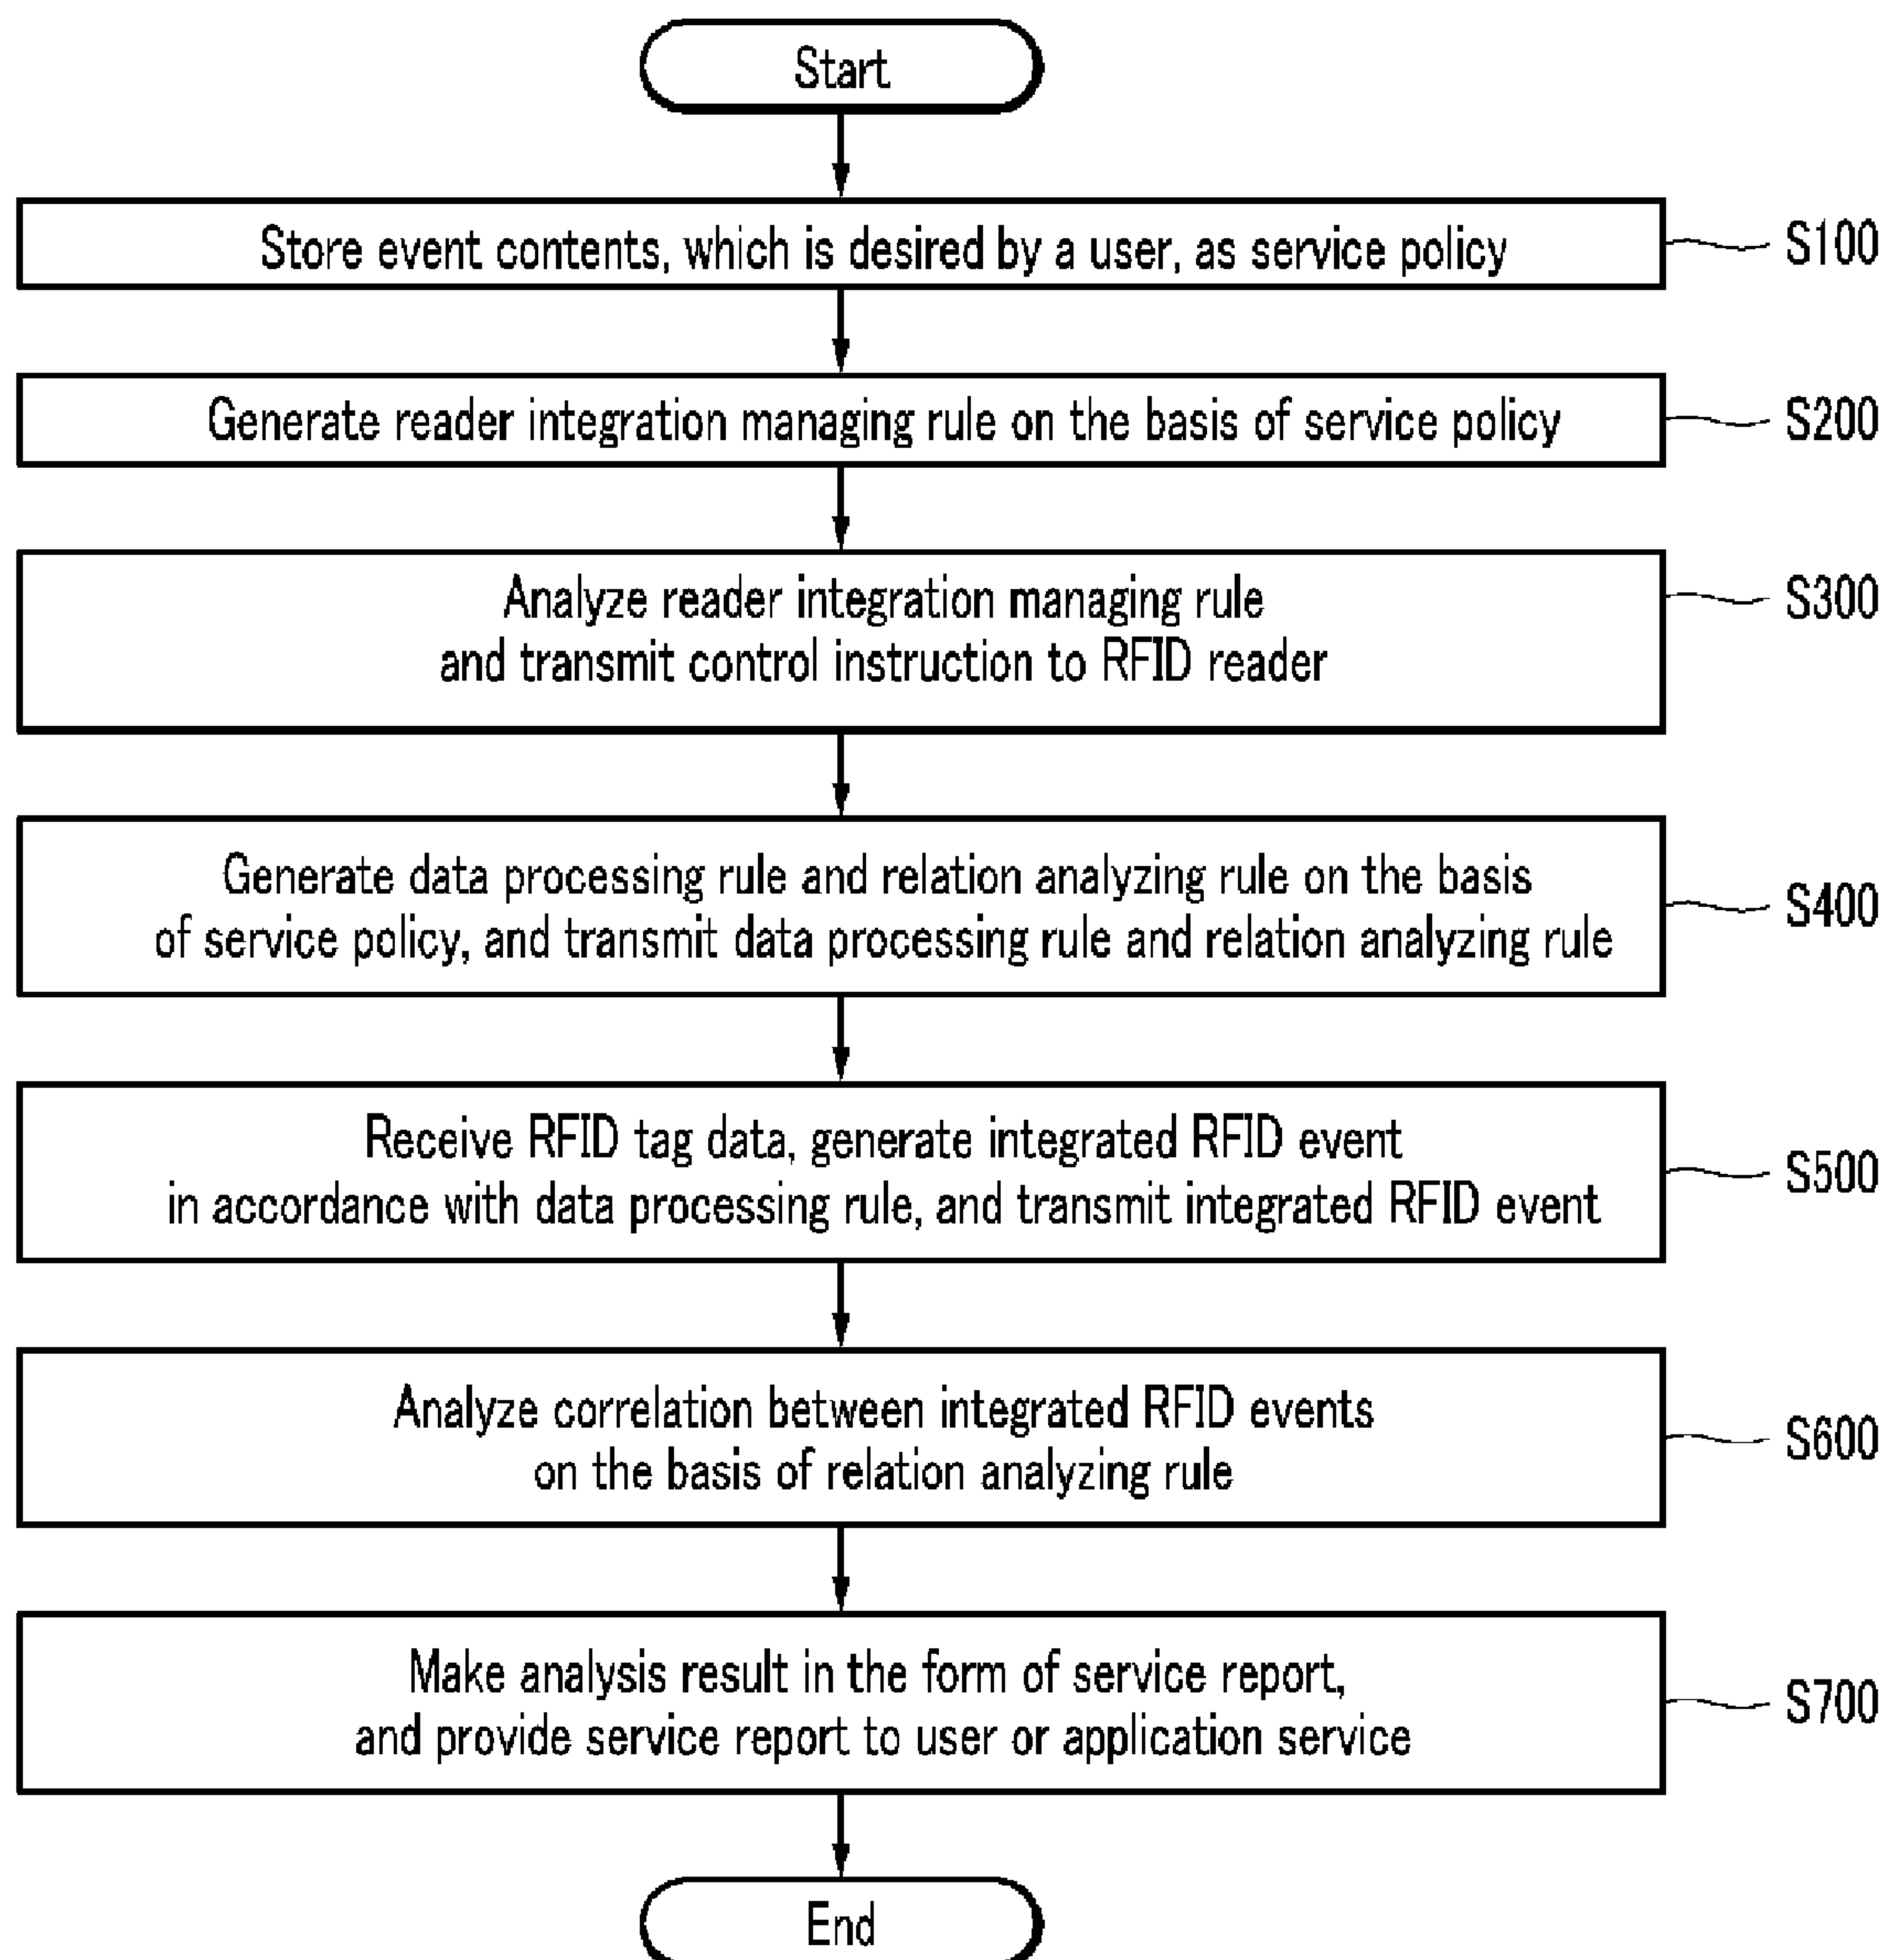 Start
Store event contents, which is desired by a user, as service policy
S100
Generate reader integration managing rule on the basis of service policy
S200
Analyze reader integration managing rule
and transmit control instruction to RFID reader
S300
Generate data processing rule and relation analyzing rule on the basis
of service policy, and transmit data processing rule and relation analyzing rule
S400
Receive RFID tag data, generate integrated RFID event
in accordance with data processing rule, and transmit integrated RFID event
S500
Analyze correlation between integrated RFID events
on the basis of relation analyzing rule
S600
Make analysis result in the form of service report,
and provide service report to user or application service
S700
End